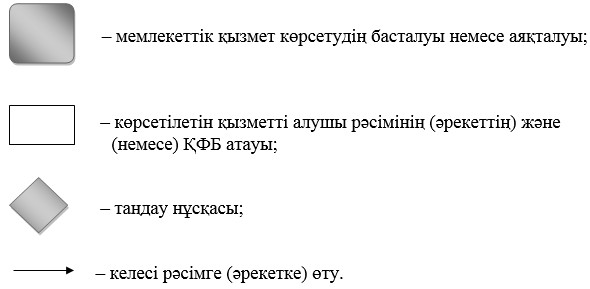 – мемлекеттік қызмет көрсетудің басталуы немесе аяқталуы;
– көрсетілетін қызметті алушы рәсімінің (әрекеттің) және
(немесе) ҚФБ атауы;
– таңдау нұсқасы;
– келесі рәсімге (әрекетке) өту.